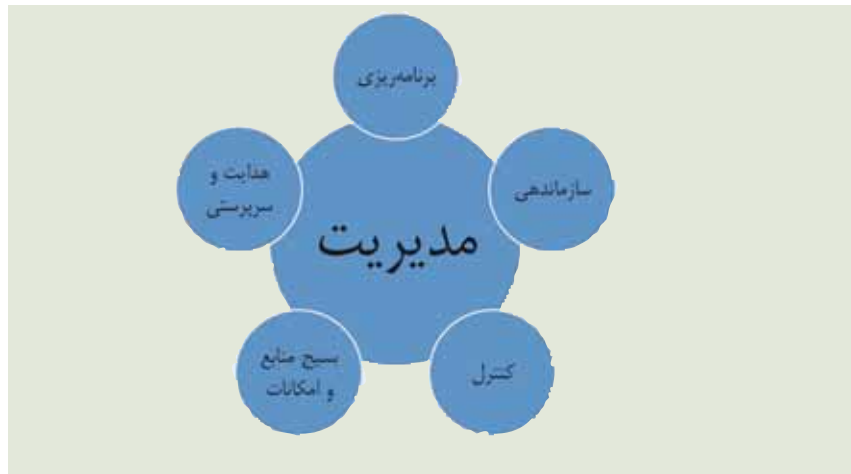 برنامه‌ریزی
سازماندهی
هدایت و
سرپرستی
مدیریت
کنترل
بسیج منابع
و امکانات